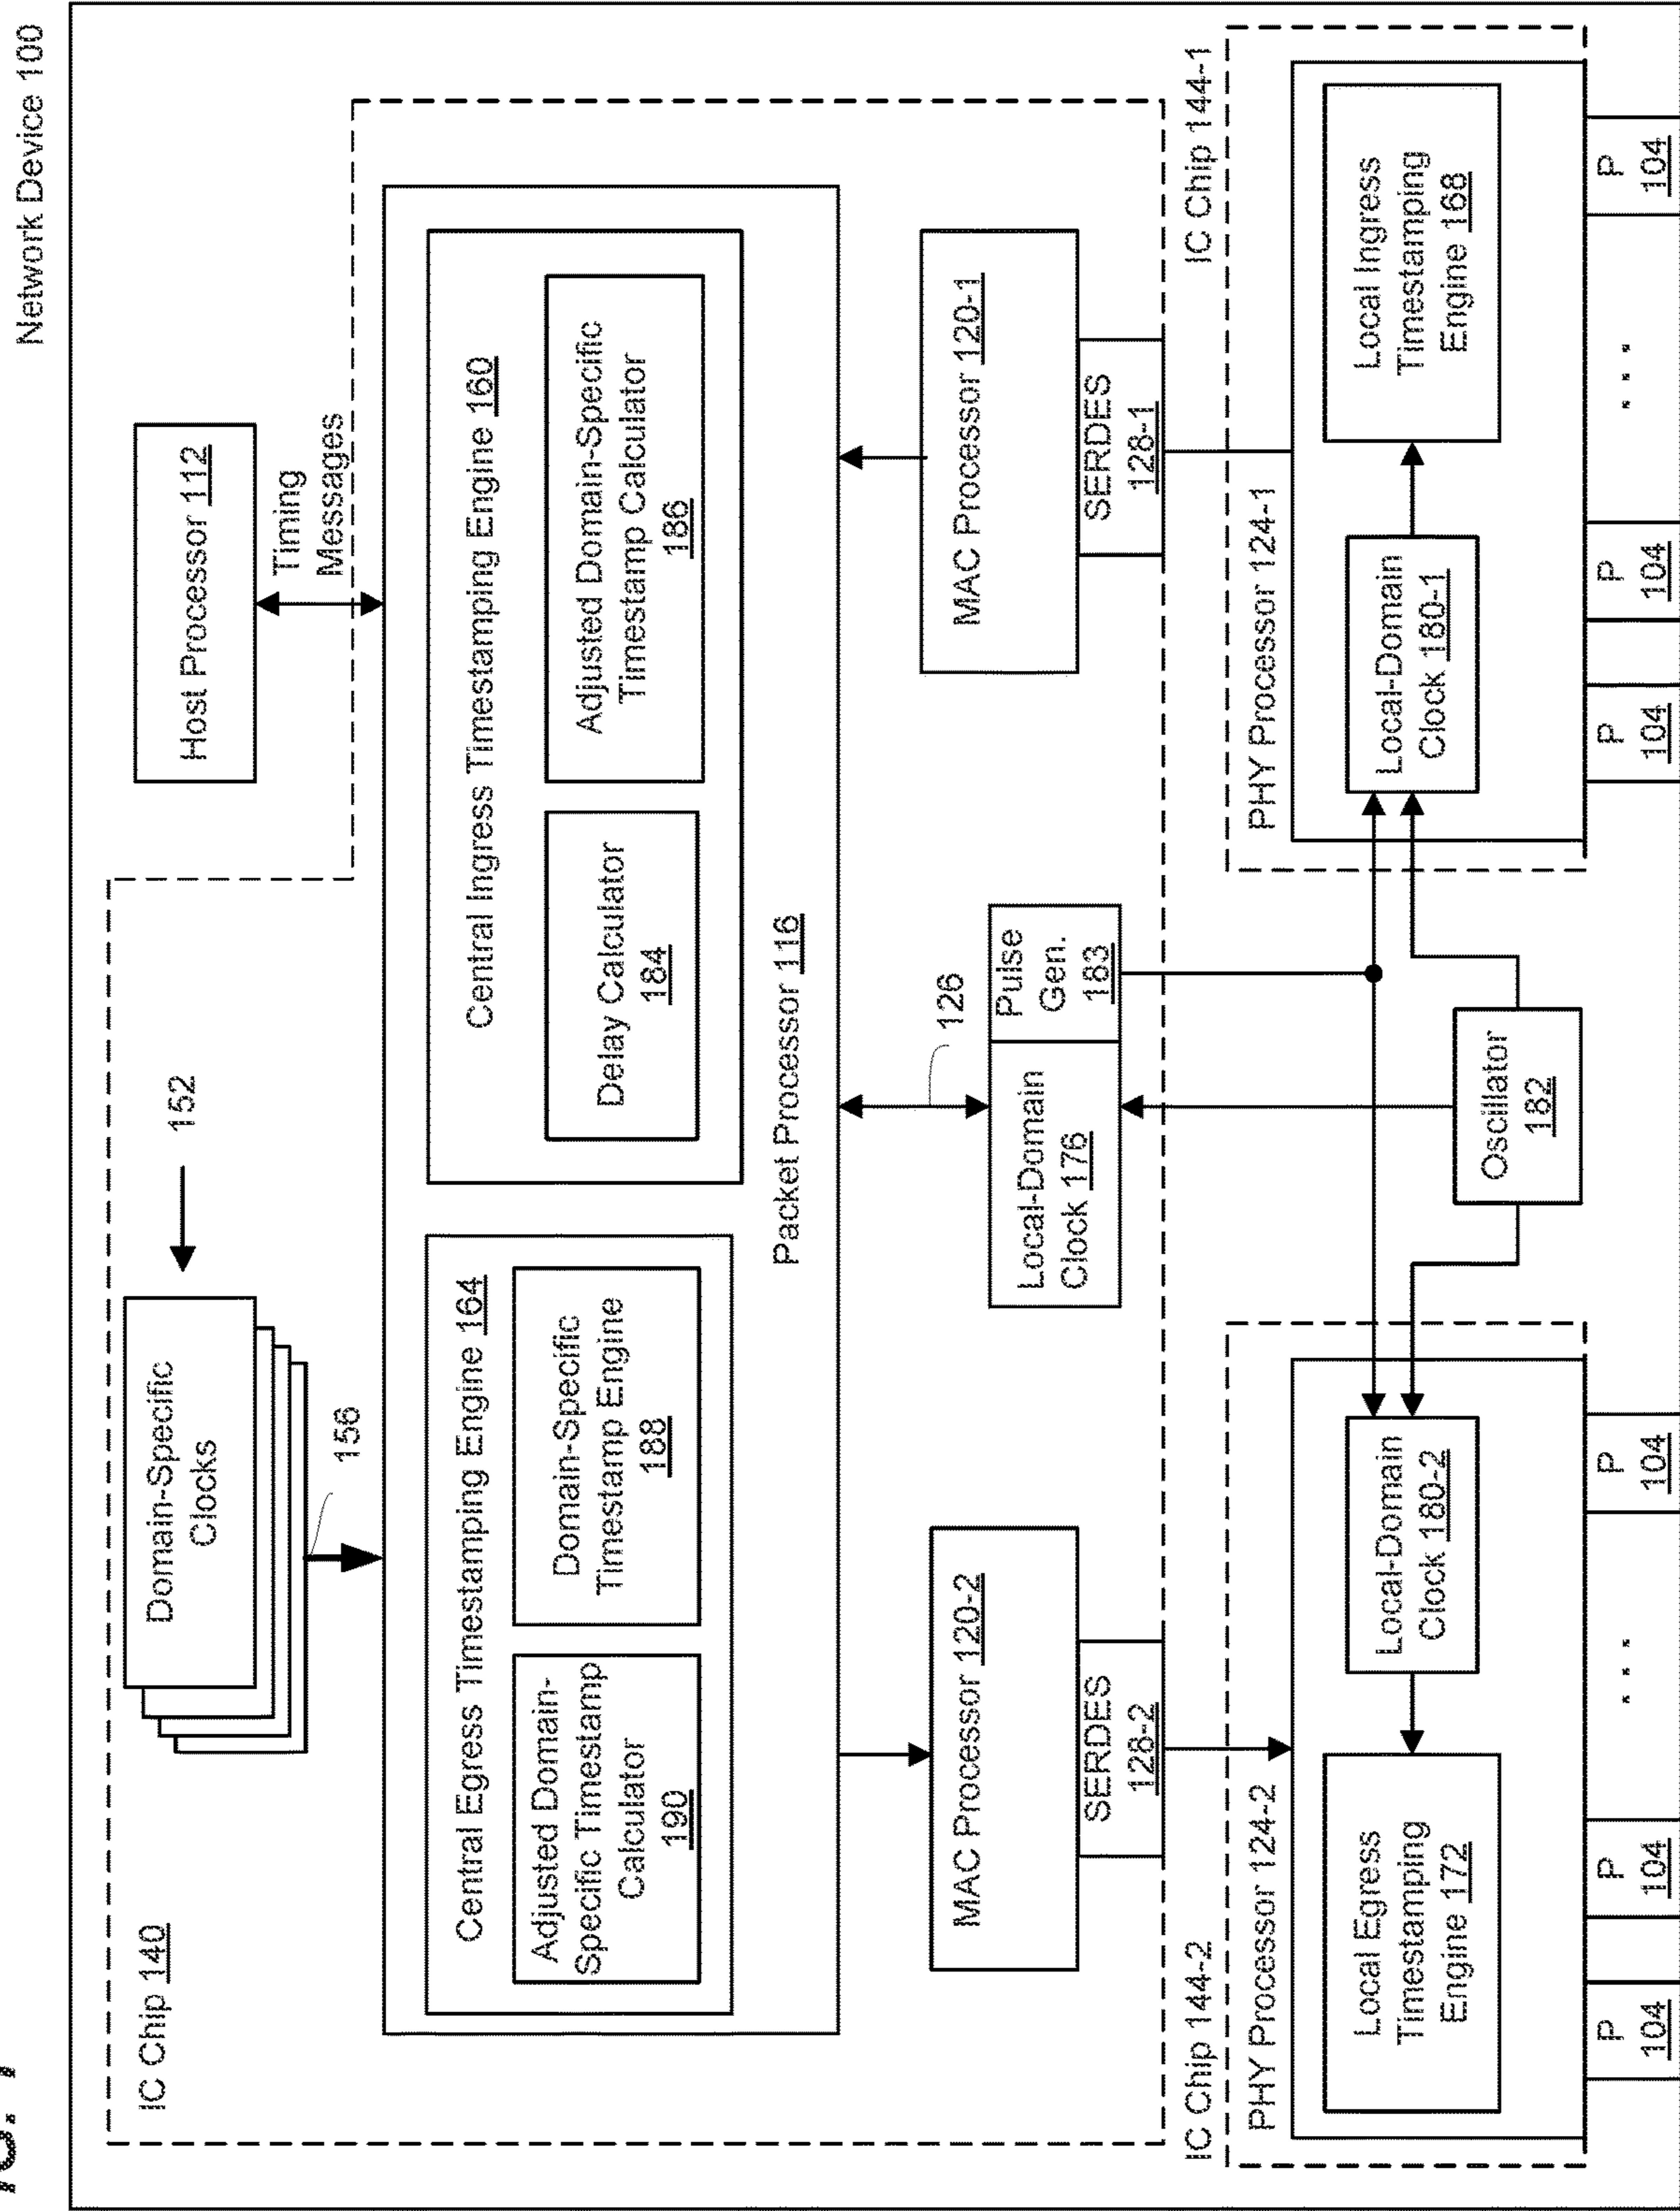 Network Device 100
IC Chip 140
Domain-Specific
Clocks
152
156
Host Processor 112
Timing
Messages
Central Egress Timestamping Engine 164
Adjusted Domain-
Specific Timestamp
Calculator
190
Domain-Specific
Timestamp Engine
188
Central Ingress Timestamping Engine 160
Delay Calculator
184
Adjusted Domain-Specific
Timestamp Calculator
186
Packet Processor 116
126
MAC Processor 120-2
SERDES
128-2
Local-Domain
Clock 176
Pulse
Gen.
183
MAC Processor 120-1
SERDES
128-1
IC Chip 144-2
PHY Processor 124-2
Local Egress
Timestamping
Engine 172
Local-Domain
Clock 180-2
Oscillator
182
IC Chip 144-1
PHY Processor 124-1
Local-Domain
Clock 180-1
Local Ingress
Timestamping
Engine 168
P
104
P
104
...
P
104
P
104
P
104
...
P
104